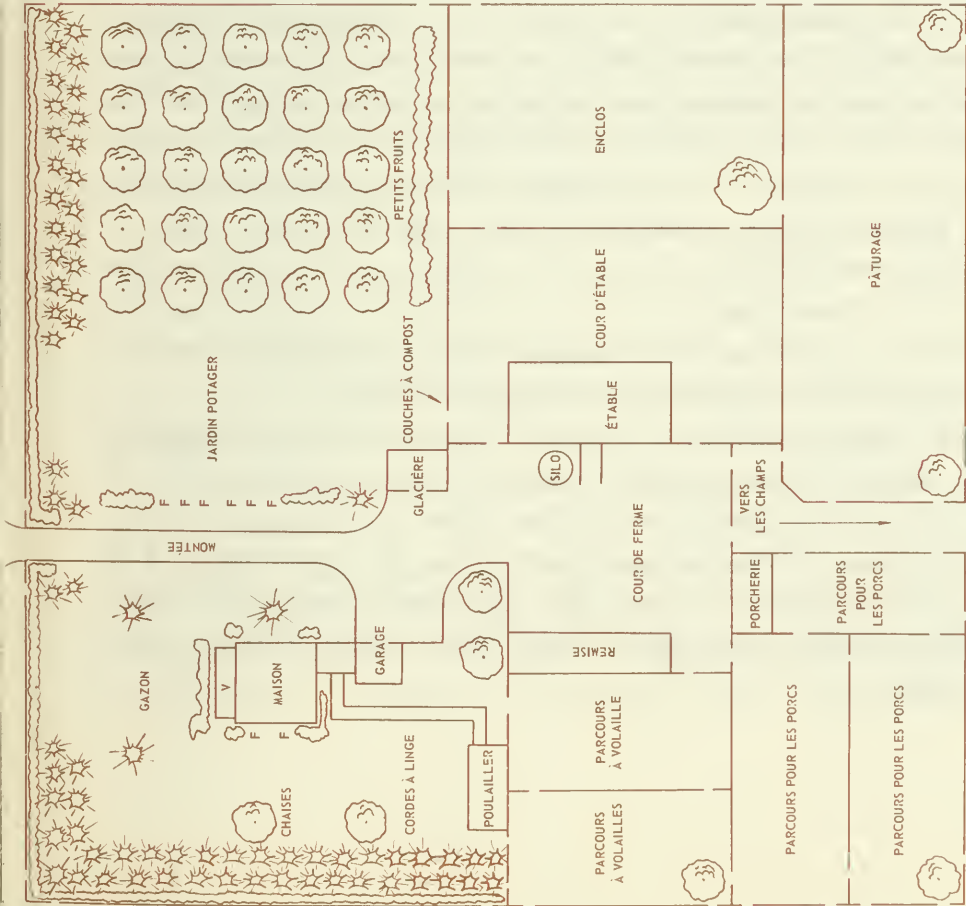 PETITS FRUITS
ENCLOS
JARDIN POTAGER
COUCHES À COMPOST
COUR D'ÉTABLE
PÀTURAGE
ÉTABLE
F F F F F F
GLACIÈRE
SILO
MONTÉE
VERS
LES CHAMPS
COUR DE FERME
GAZON
V
MAISON
GARAGE
REMISE
PORCHERIE
PARCOURS
POUR
LES PORCS
F F
CHAISES
CORDES À LINGE
POULAILLER
PARCOURS
À VOLAILLE
PARCOURS
À VOLAILLES
PARCOURS POUR LES PORCS
PARCOURS POUR LES PORCS